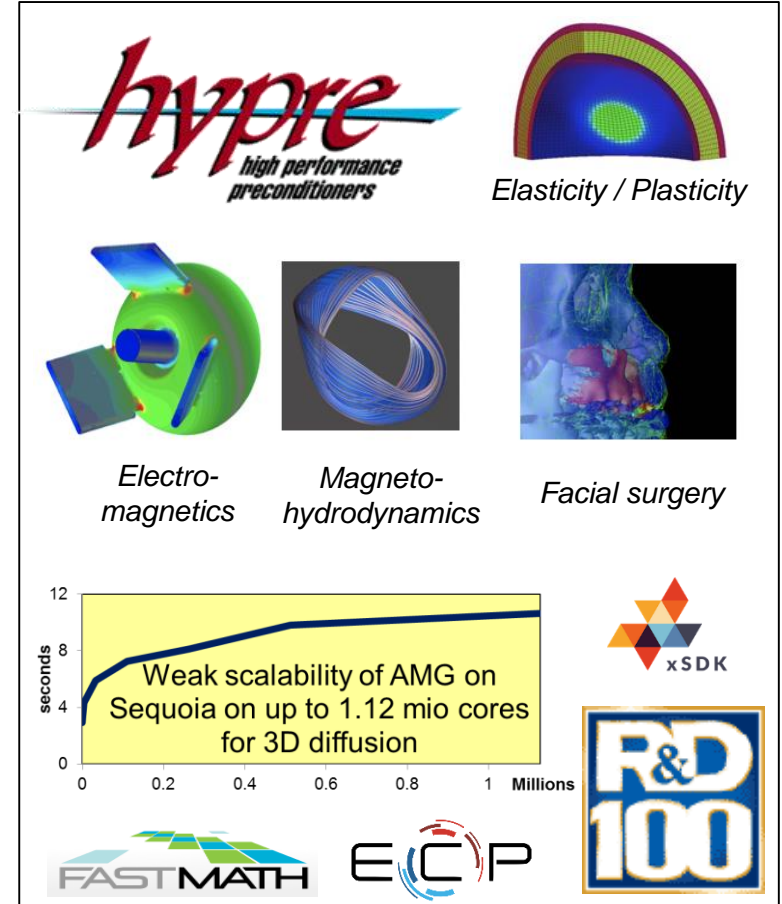 hypre
high performance
preconditioners
Elasticity / Plasticity
Electro-
magnetics
Magneto-
hydrodynamics
Facial surgery
12
8
4
0
seconds
Weak scalability of AMG on
Sequoia on up to 1.12 mio cores
for 3D diffusion
0 0.2 0.4 0.6 0.8 1 Millions
xSDK
R&D
100
FASTMATH
ECP